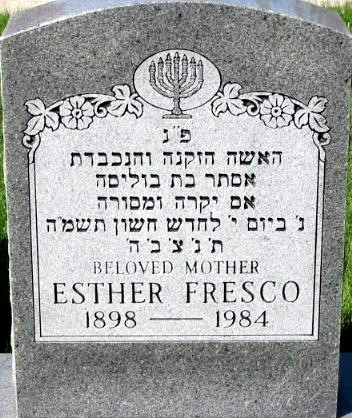 פ״נ
האשה הזקנה והנכבדת
אסתר בת בוליסה
אם יקרה ומסורה
נ׳ ביום י׳ לחדש חשון תשמ״ה
ת׳ נ׳ צ׳ ב׳ ה׳
BELOVED MOTHER
ESTHER FRESCO
1898 — 1984